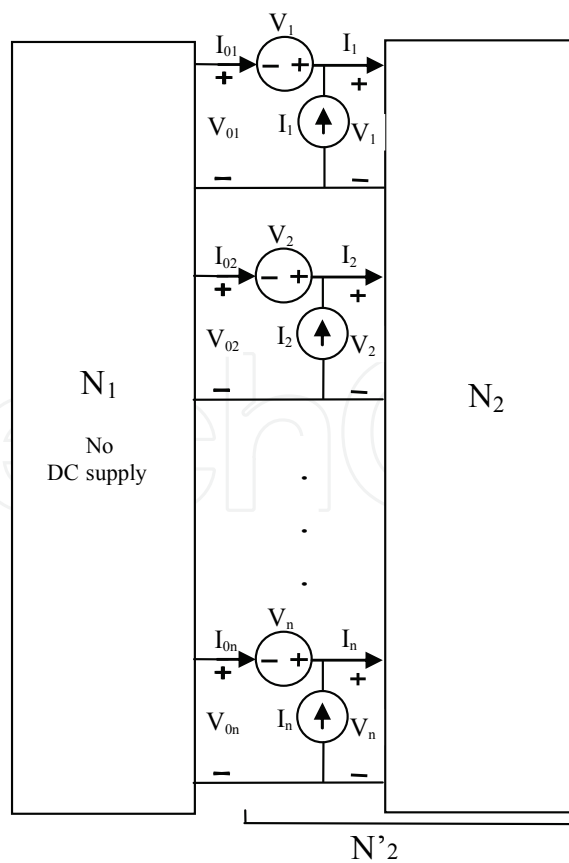 V₁
I₀₁ I₁
+ − + +
V₀₁ I₁ V₁
− −
V₂
I₀₂ I₂
+ − + +
V₀₂ I₂ V₂
− −
N₁ N₂
No
DC supply
Vₙ
I₀ₙ Iₙ
+ − + +
V₀ₙ Iₙ Vₙ
− −
N’₂